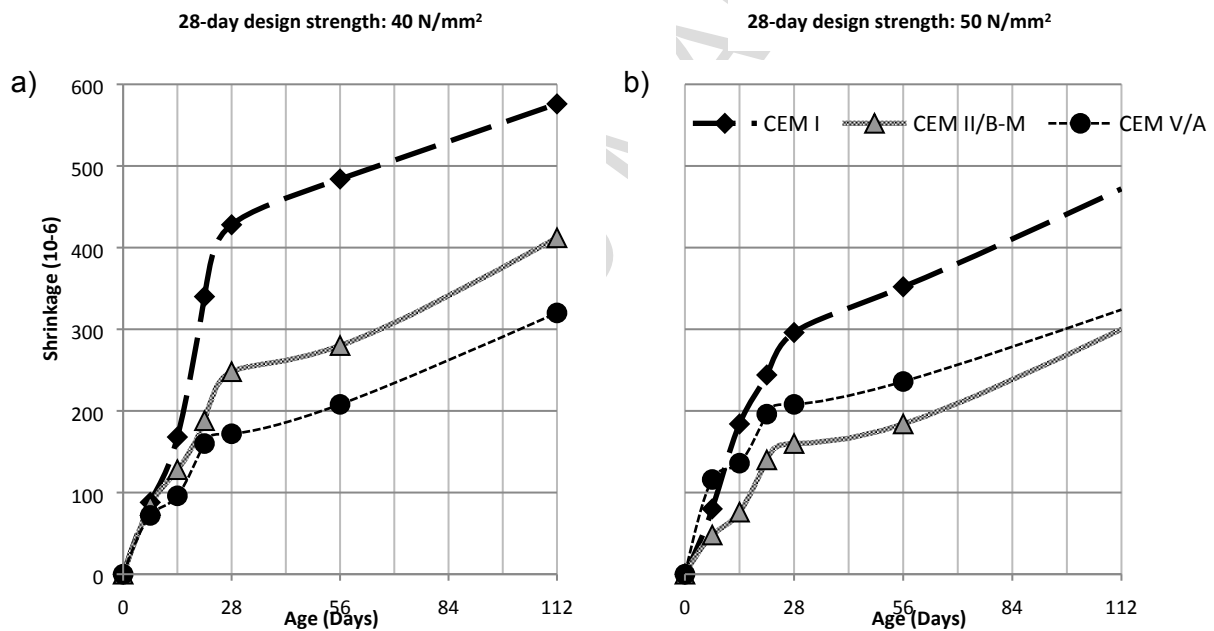 28-day design strength: 40 N/mm²
28-day design strength: 50 N/mm²
a)
600
500
400
300
200
100
0
Shrinkage (10-6)
0 28 56 84 112
Age (Days)
b)
CEM I CEM II/B-M CEM V/A
0 28 56 84 112
Age (Days)